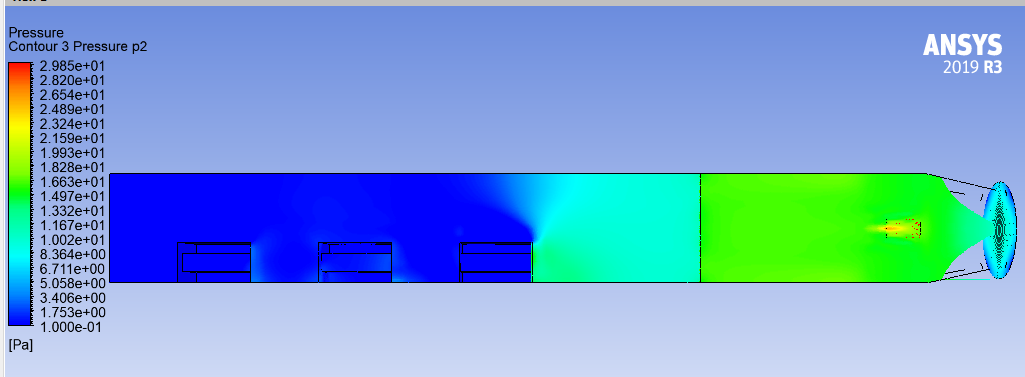 Pressure
Contour 3 Pressure p2
ANSYS
2019 R3
2.985e+01
2.820e+01
2.654e+01
2.489e+01
2.324e+01
2.159e+01
1.993e+01
1.828e+01
1.663e+01
1.497e+01
1.332e+01
1.167e+01
1.002e+01
8.364e+00
6.711e+00
5.058e+00
3.406e+00
1.753e+00
1.000e-01
[Pa]